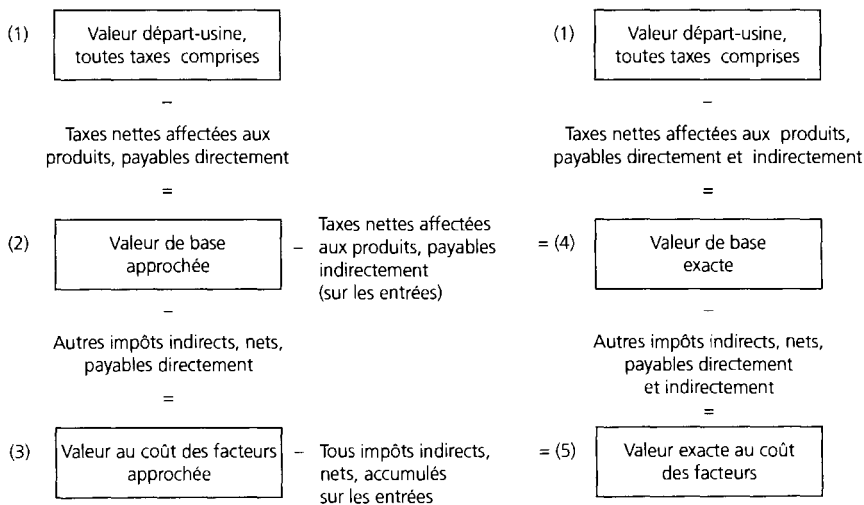 (1)
Valeur départ-usine,
toutes taxes comprises
(1)
Valeur départ-usine,
toutes taxes comprises
–
–
Taxes nettes affectées aux
produits, payables directement
Taxes nettes affectées aux produits,
payables directement et indirectement
=
=
(2)
Valeur de base
approchée
–
Taxes nettes affectées
aux produits, payables
indirectement
(sur les entrées)
= (4)
Valeur de base
exacte
–
–
Autres impôts indirects, nets,
payables directement
Autres impôts indirects, nets,
payables directement
et indirectement
=
=
(3)
Valeur au coût des facteurs
approchée
–
Tous impôts indirects,
nets, accumulés
sur les entrées
= (5)
Valeur exacte au coût
des facteurs